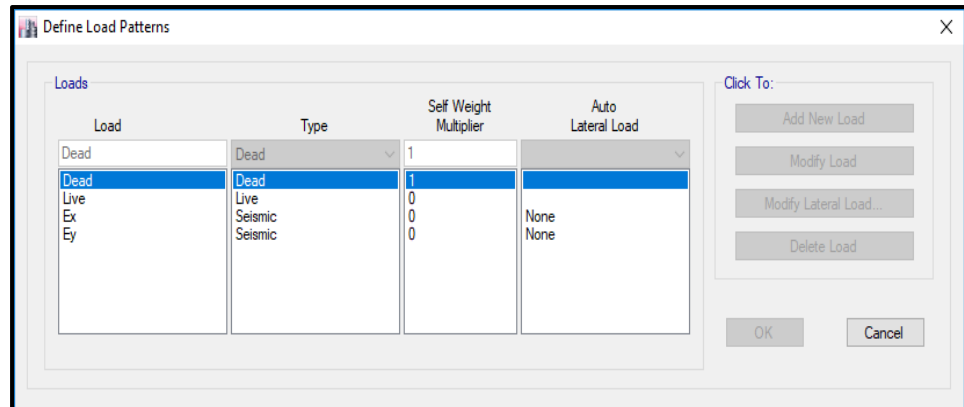 Define Load Patterns
Loads
Click To:
Load Type Self Weight Multiplier Auto Lateral Load
Dead Dead 1
Dead Dead 1
Live Live 0
Ex Seismic 0 None
Ey Seismic 0 None
Add New Load
Modify Load
Modify Lateral Load...
Delete Load
OK Cancel